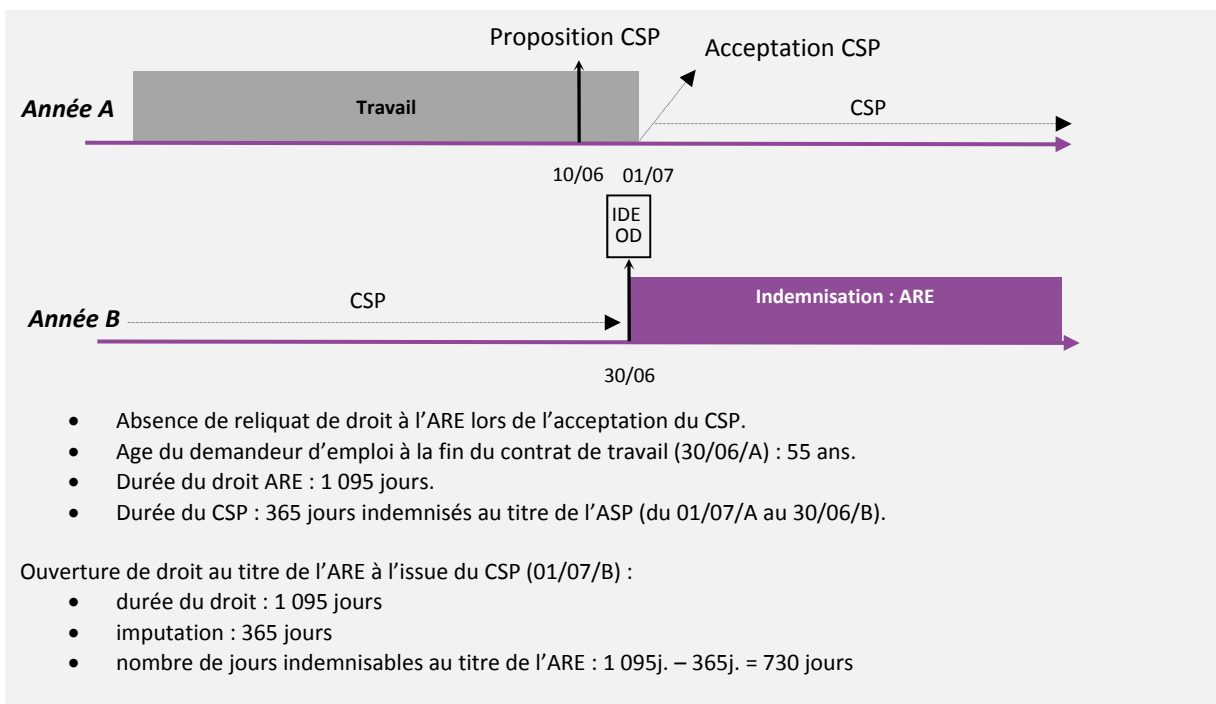 Proposition CSP
Acceptation CSP
Année A
Travail
CSP
10/06 01/07
IDE
OD
CSP
Indemnisation : ARE
Année B
30/06
• Absence de reliquat de droit à l’ARE lors de l’acceptation du CSP.
• Age du demandeur d’emploi à la fin du contrat de travail (30/06/A) : 55 ans.
• Durée du droit ARE : 1 095 jours.
• Durée du CSP : 365 jours indemnisés au titre de l’ASP (du 01/07/A au 30/06/B).
Ouverture de droit au titre de l’ARE à l’issue du CSP (01/07/B) :
• durée du droit : 1 095 jours
• imputation : 365 jours
• nombre de jours indemnisables au titre de l’ARE : 1 095j. – 365j. = 730 jours